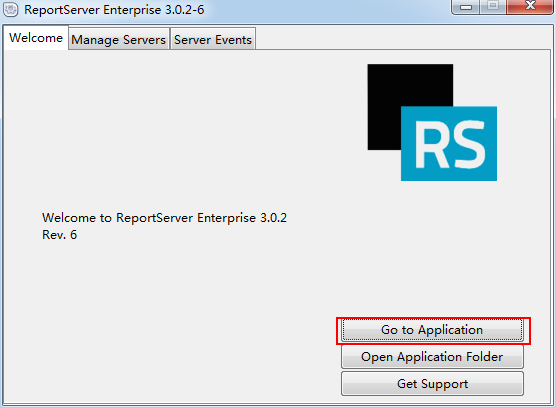 ReportServer Enterprise 3.0.2-6
Welcome Manage Servers Server Events
RS
Welcome to ReportServer Enterprise 3.0.2
Rev. 6
Go to Application
Open Application Folder
Get Support